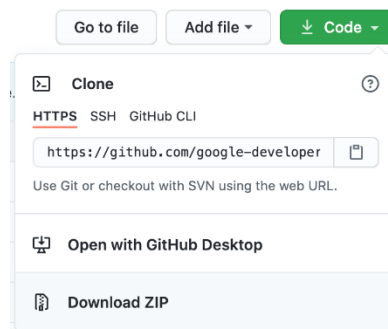 Go to file Add file Code
Clone
HTTPS SSH GitHub CLI
https://github.com/google-developer
Use Git or checkout with SVN using the web URL.
Open with GitHub Desktop
Download ZIP